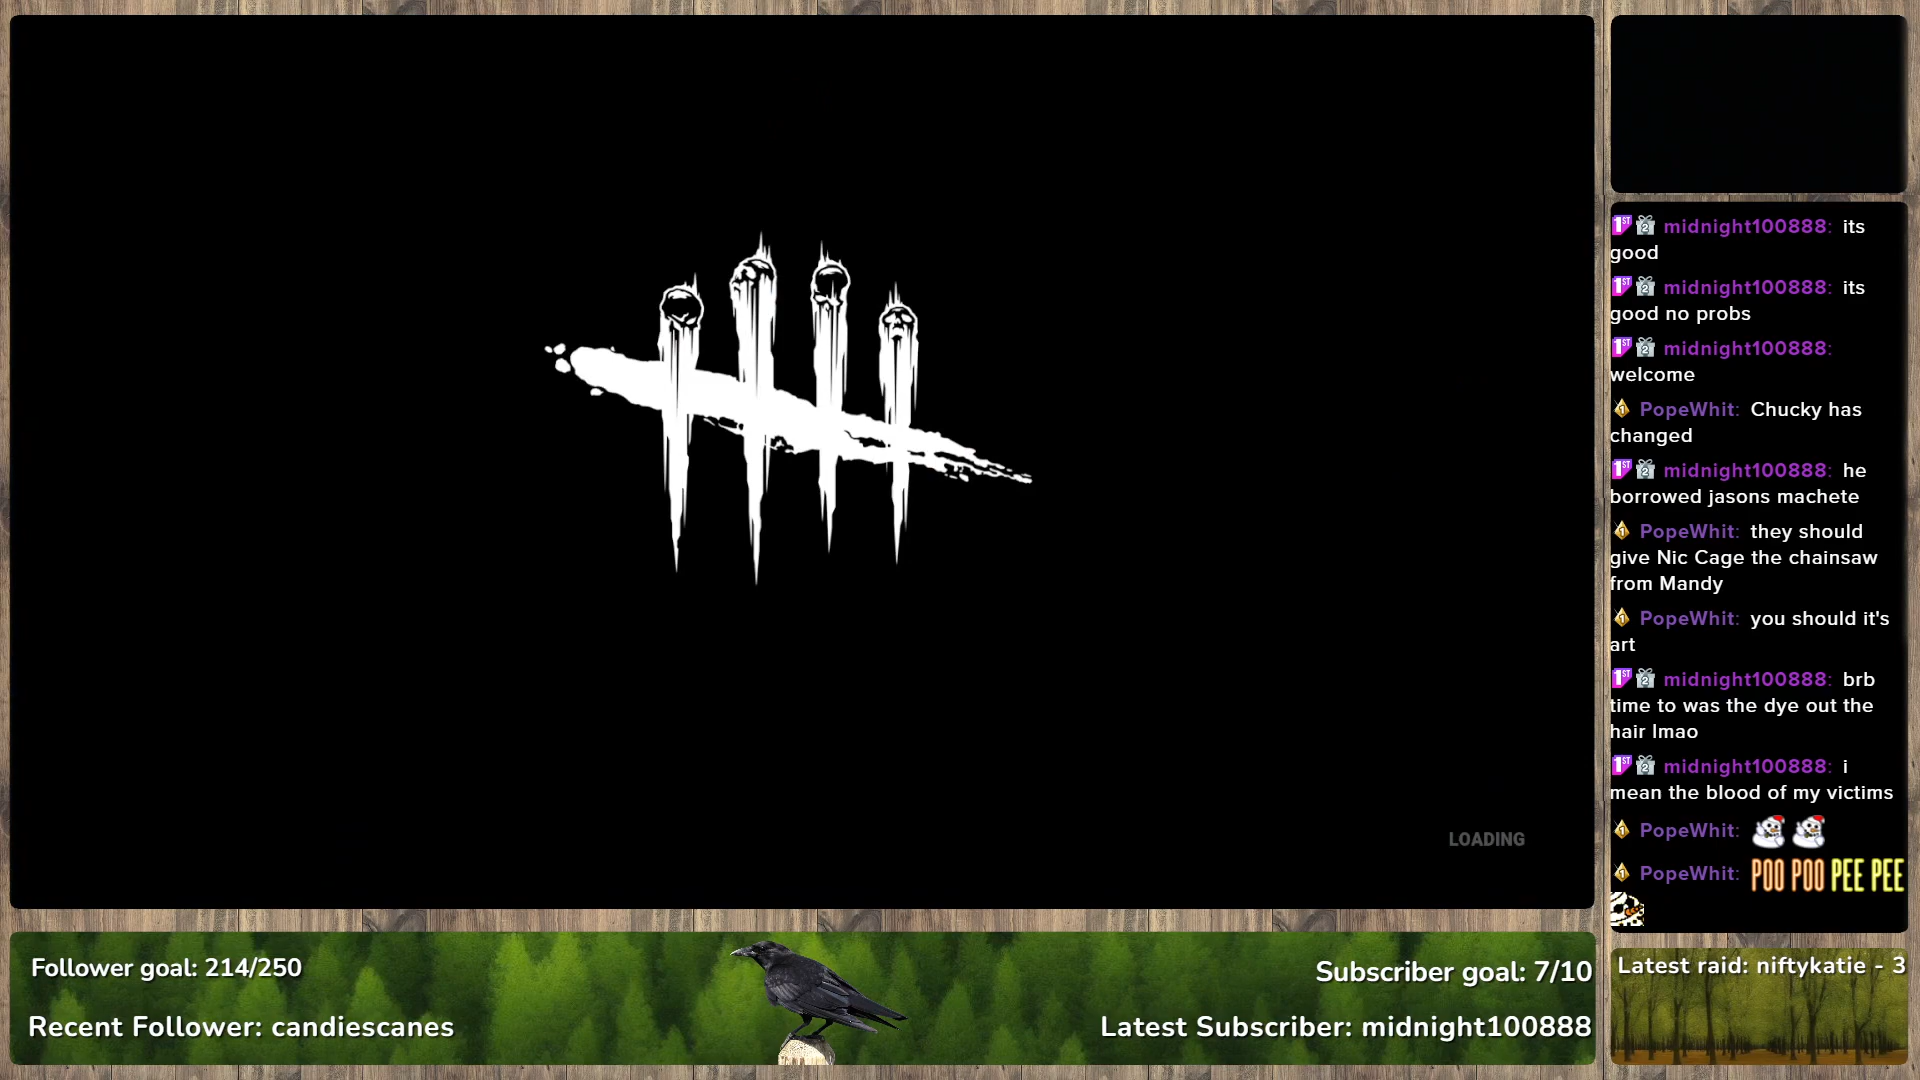 midnight100888: its
good
midnight100888: its
good no probs
midnight100888:
welcome
PopeWhit: Chucky has
changed
midnight100888: he
borrowed jasons machete
PopeWhit: they should
give Nic Cage the chainsaw
from Mandy
PopeWhit: you should it's
art
midnight100888: brb
time to was the dye out the
hair lmao
midnight100888: i
mean the blood of my victims
PopeWhit:
PopeWhit: POO POO PEE PEE
LOADING
Follower goal: 214/250
Recent Follower: candiescanes
Subscriber goal: 7/10
Latest Subscriber: midnight100888
Latest raid: niftykatie - 3